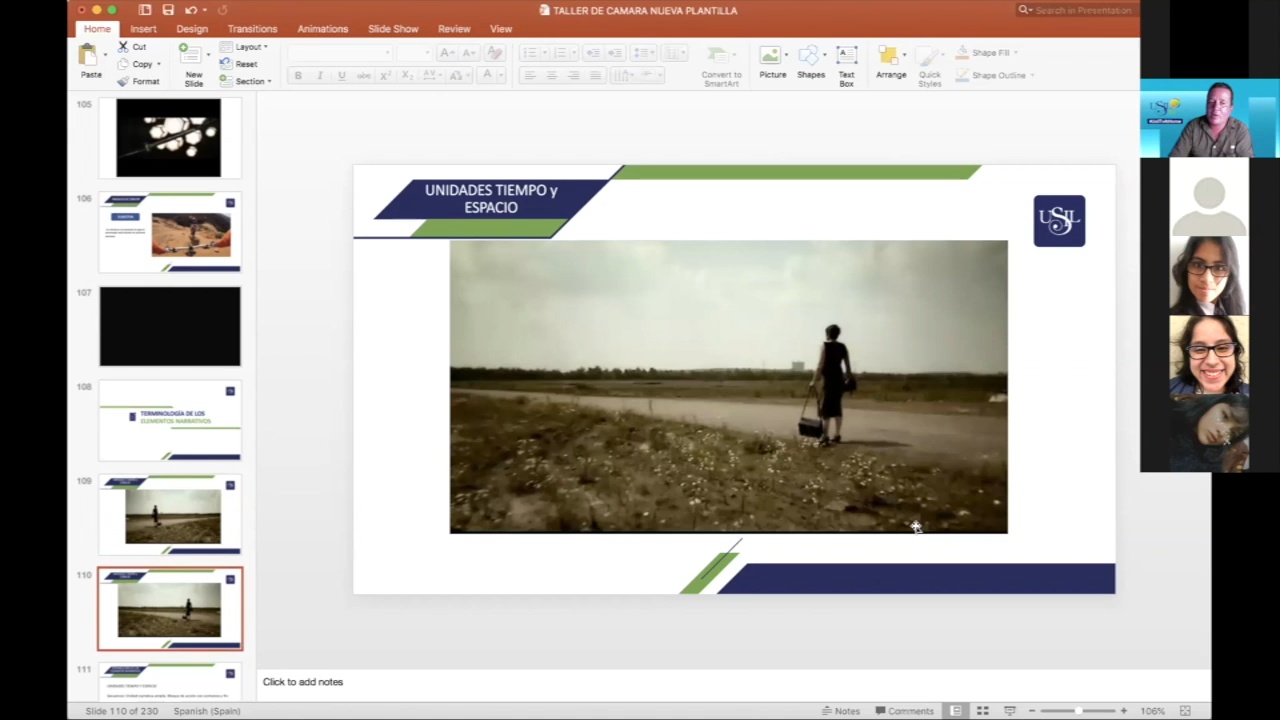 TALLER DE CAMARA NUEVA PLANTILLA
Search in Presentation
Home Insert Design Transitions Animations Slide Show Review View
Paste
Cut
Copy
Format
New Slide
Layout
Reset
Section
Convert to SmartArt
Picture
Shapes
Text Box
Arrange
Quick Styles
Shape Fill
Shape Outline
105
106
107
108
TERMINOLOGÍA DE LOS
ELEMENTOS NARRATIVOS
109
110
111
UNIDADES TIEMPO y
ESPACIO
USIL
USIL
Click to add notes
Slide 110 of 230
Spanish (Spain)
Notes
Comments
106%